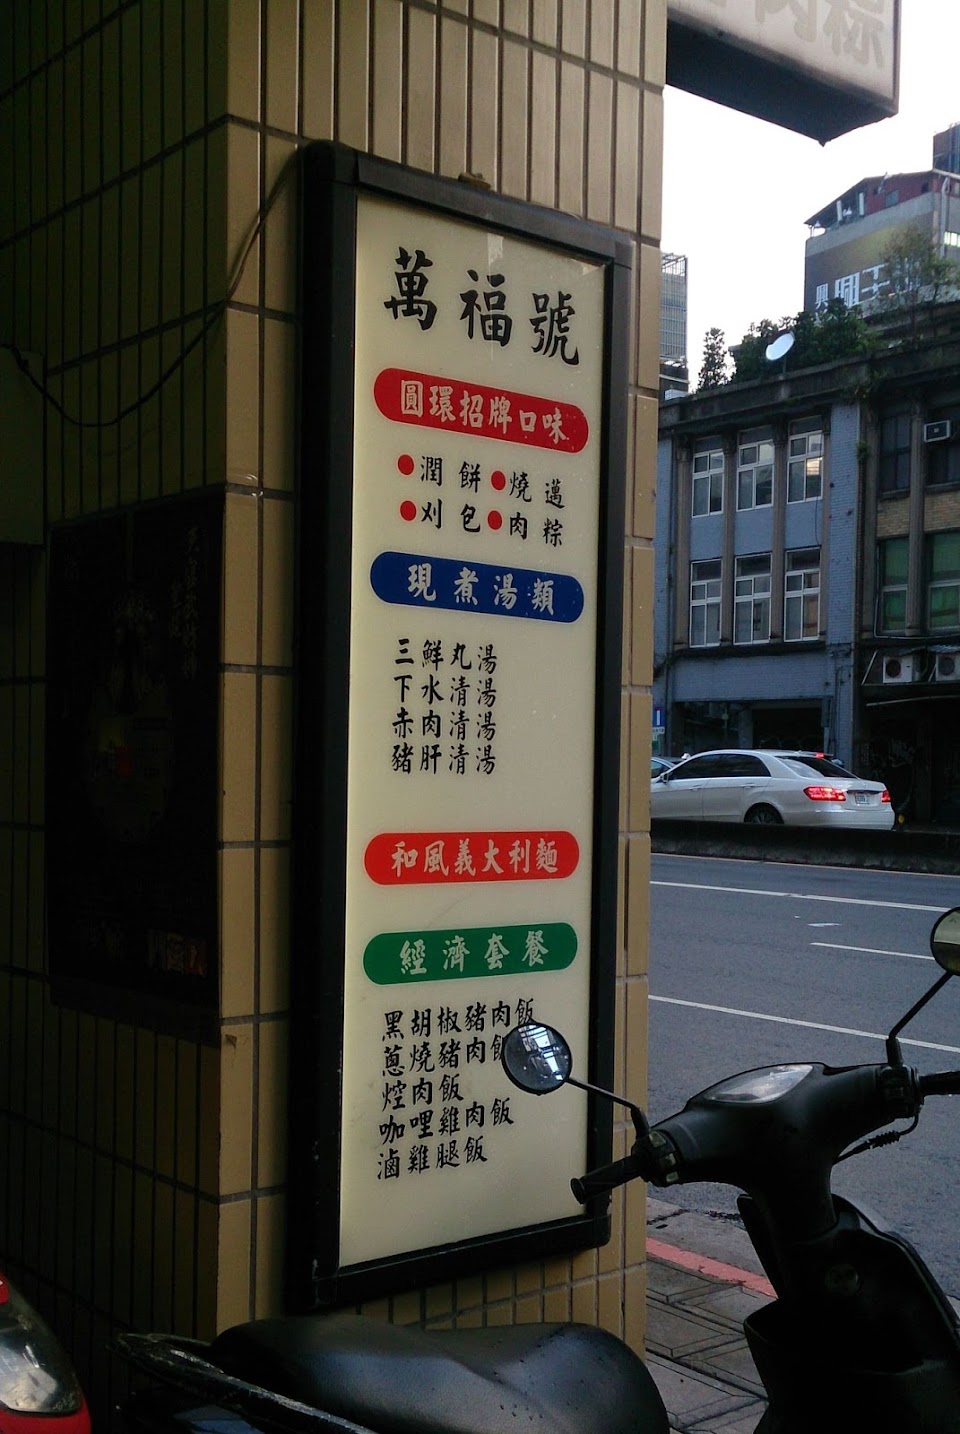 肉粽
萬福號
圓環招牌口味
●潤餅●燒邁
●刈包●肉粽
現煮湯類
三鮮丸湯
下水清湯
赤肉清湯
豬肝清湯
和風義大利麵
經濟套餐
黑胡椒豬肉飯
蔥燒豬肉飯
焢肉飯
咖哩雞肉飯
滷雞腿飯